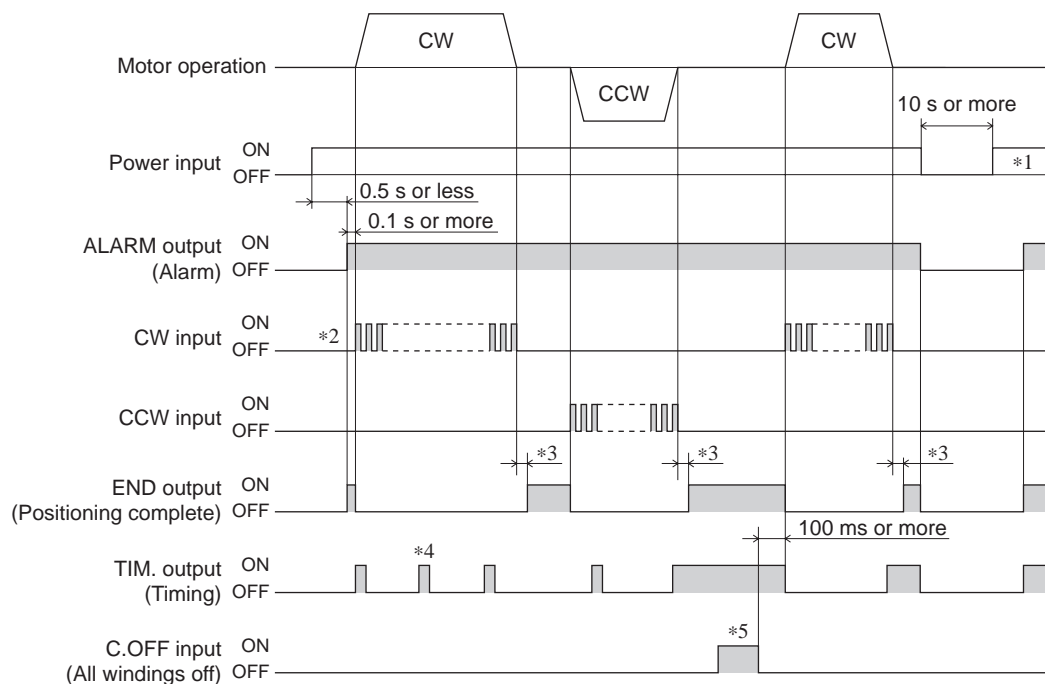 CW
CW
Motor operation
CCW
10 s or more
Power input ON
OFF
*1
0.5 s or less
0.1 s or more
ALARM output ON
(Alarm) OFF
CW input ON
OFF
*2
CCW input ON
OFF
*3
*3
*3
END output ON
(Positioning complete) OFF
100 ms or more
TIM. output ON
(Timing) OFF
*4
C.OFF input ON
(All windings off) OFF
*5